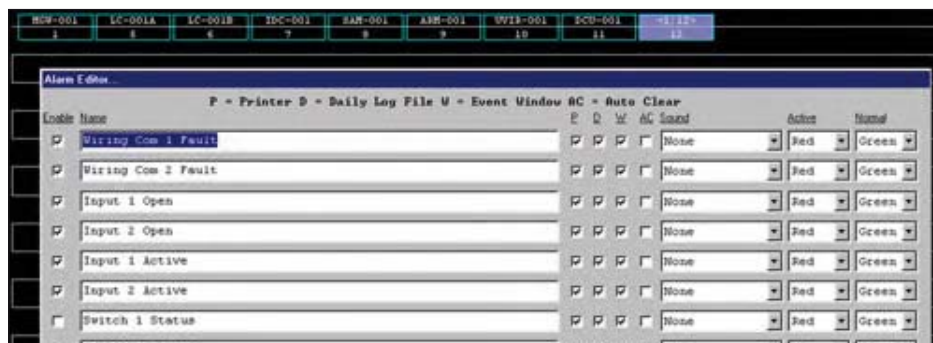 MGW-001 LC-001A LC-001B IDC-001 SAM-001 ARM-001 UVIR-001 DCU-001 <1:12>
1 5 6 7 8 9 10 11 12
Alarm Editor...
P = Printer D = Daily Log File W = Event Window AC = Auto Clear
Enable Name P D W AC Sound Active Normal
Wiring Com 1 Fault None Red Green
Wiring Com 2 Fault None Red Green
Input 1 Open None Red Green
Input 2 Open None Red Green
Input 1 Active None Red Green
Input 2 Active None Red Green
Switch 1 Status None Red Green